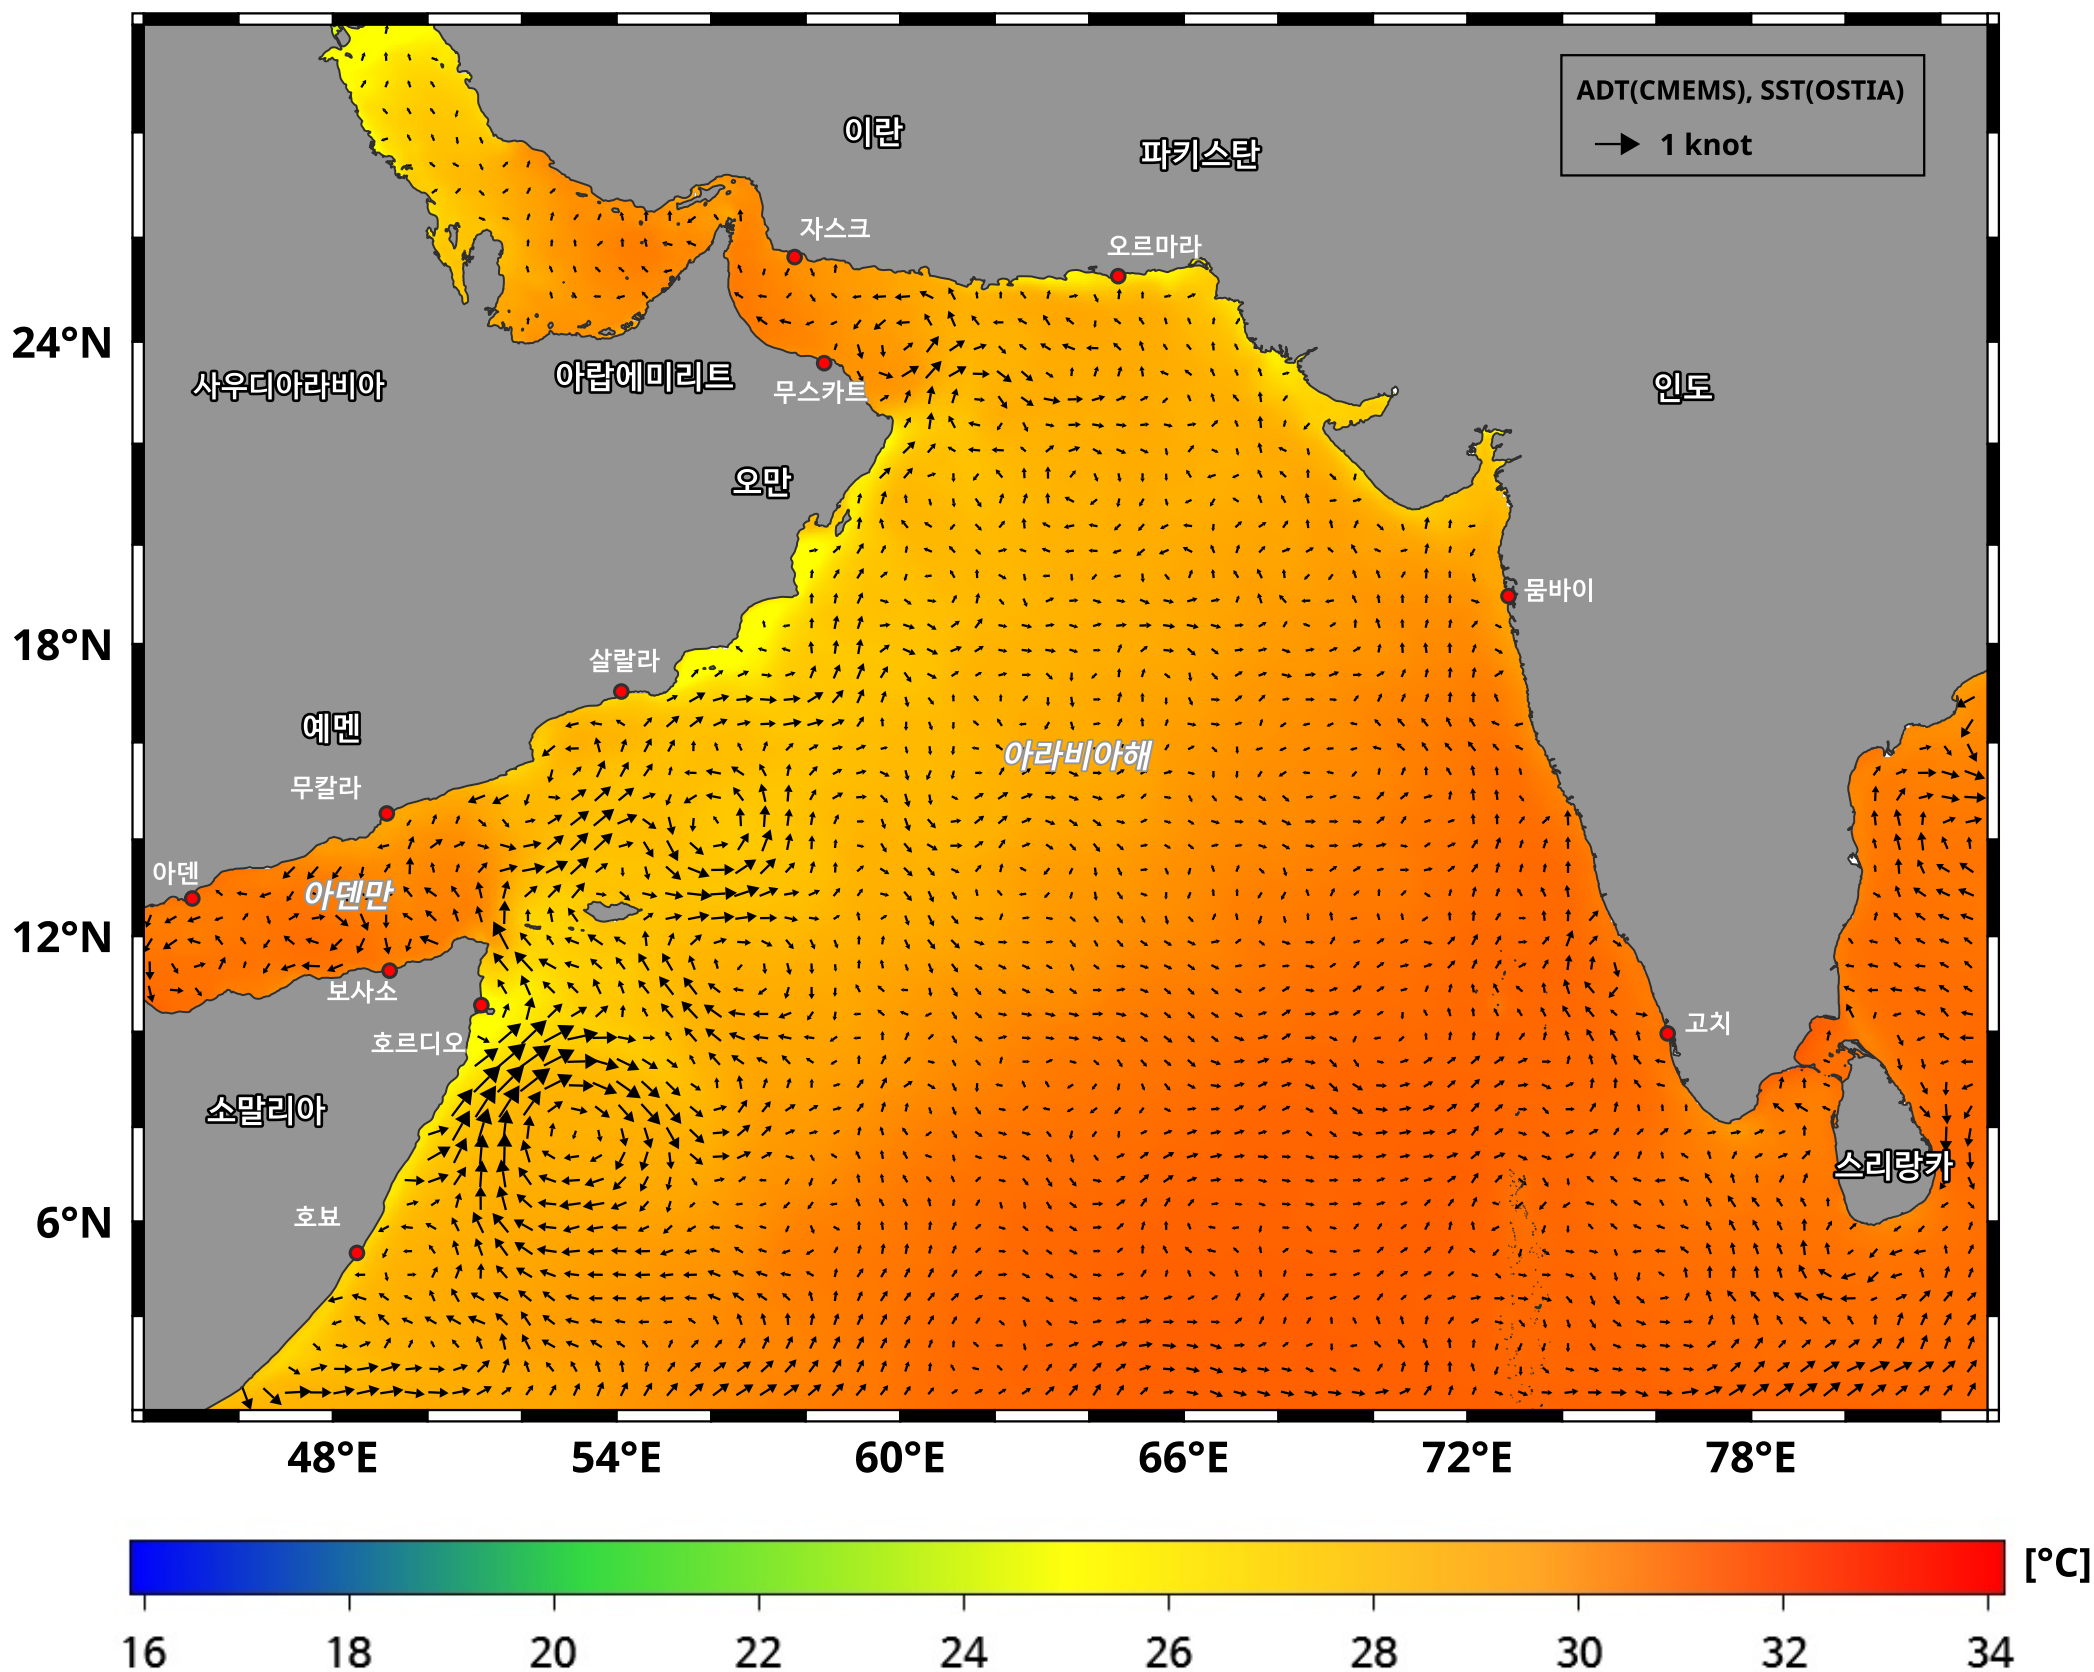 ADT(CMEMS), SST(OSTIA)
1 knot
이란
파키스탄
자스크
오르마라
24°N
사우디아라비아
아랍에미리트
무스카트
인도
오만
뭄바이
18°N
살랄라
예멘
아라비아해
무칼라
아덴
아덴만
12°N
보사소
호르디오
고치
소말리아
스리랑카
6°N
호뵤
48°E 54°E 60°E 66°E 72°E 78°E
[°C]
16 18 20 22 24 26 28 30 32 34